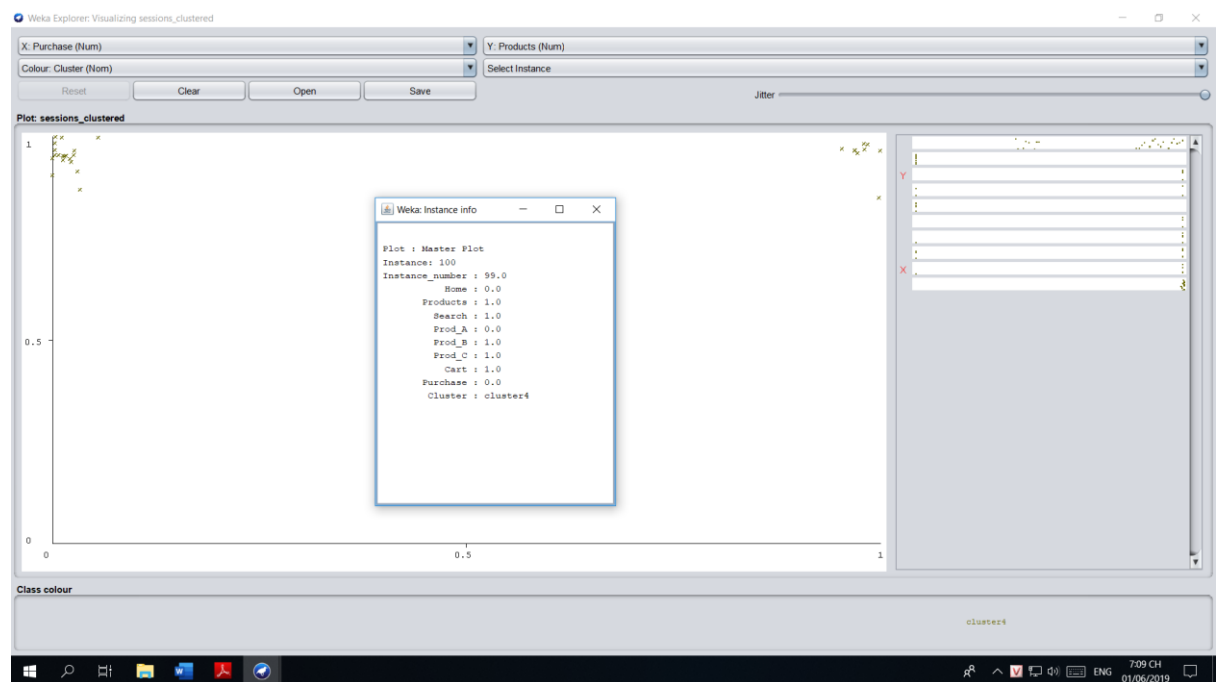 Weka Explorer: Visualizing sessions_clustered
X: Purchase (Num)
Y: Products (Num)
Colour: Cluster (Nom)
Select Instance
Reset
Clear
Open
Save
Jitter
Plot: sessions_clustered
1
0.5
0
0
0.5
1
Y
X
Weka: Instance info
Plot : Master Plot
Instance: 100
Instance_number : 99.0
Home : 0.0
Products : 1.0
Search : 1.0
Prod_A : 0.0
Prod_B : 1.0
Prod_C : 1.0
Cart : 1.0
Purchase : 0.0
Cluster : cluster4
Class colour
cluster4
ENG
7:09 CH
01/06/2019